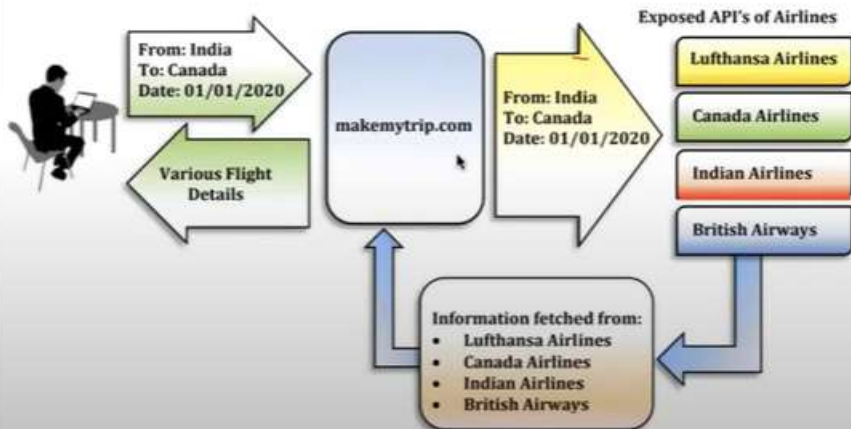 Exposed API's of Airlines
From: India
To: Canada
Date: 01/01/2020
makemytrip.com
From: India
To: Canada
Date: 01/01/2020
Lufthansa Airlines
Canada Airlines
Indian Airlines
British Airways
Various Flight
Details
Information fetched from:
• Lufthansa Airlines
• Canada Airlines
• Indian Airlines
• British Airways